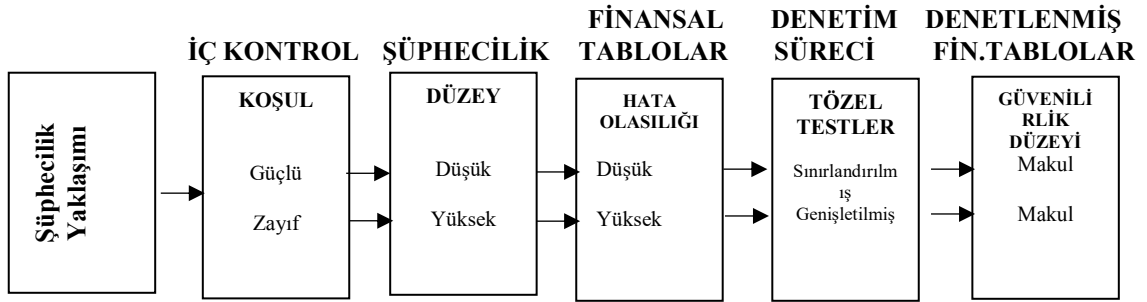 FİNANSAL
TABLOLAR
DENETİM
SÜRECİ
DENETLENMİŞ
FİN.TABLOLAR
İÇ KONTROL
ŞÜPHECİLİK
Şüphecilik
Yaklaşımı
KOŞUL
Güçlü
Zayıf
DÜZEY
Düşük
Yüksek
HATA
OLASILIĞI
Düşük
Yüksek
TÖZEL
TESTLER
Sınırlandırılm
ış
Genişletilmiş
GÜVENİLİ
RLİK
DÜZEYİ
Makul
Makul